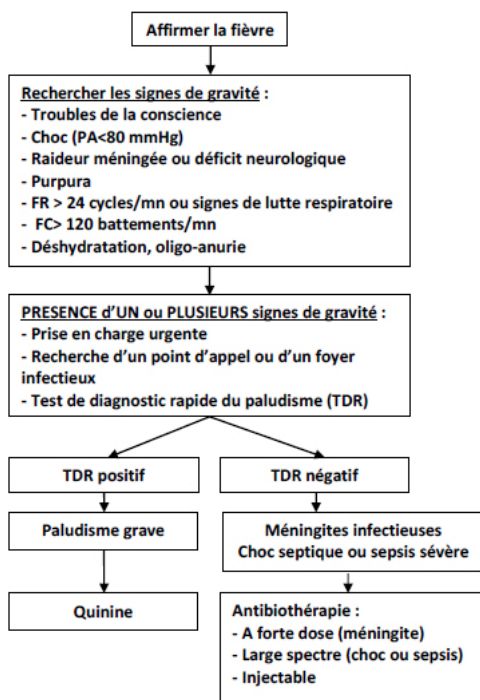 Affirmer la fièvre
Rechercher les signes de gravité :
- Troubles de la conscience
- Choc (PA<80 mmHg)
- Raideur méningée ou déficit neurologique
- Purpura
- FR > 24 cycles/mn ou signes de lutte respiratoire
- FC> 120 battements/mn
- Déshydratation, oligo-anurie
PRESENCE d'UN ou PLUSIEURS signes de gravité :
- Prise en charge urgente
- Recherche d'un point d'appel ou d'un foyer
infectieux
- Test de diagnostic rapide du paludisme (TDR)
TDR positif
TDR négatif
Paludisme grave
Méningites infectieuses
Choc septique ou sepsis sévère
Quinine
Antibiothérapie :
- A forte dose (méningite)
- Large spectre (choc ou sepsis)
- Injectable